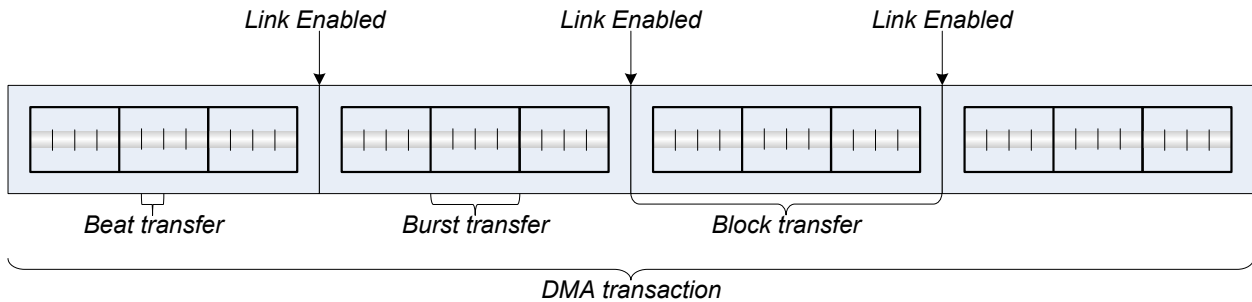 Link Enabled Link Enabled Link Enabled
Beat transfer Burst transfer Block transfer
DMA transaction